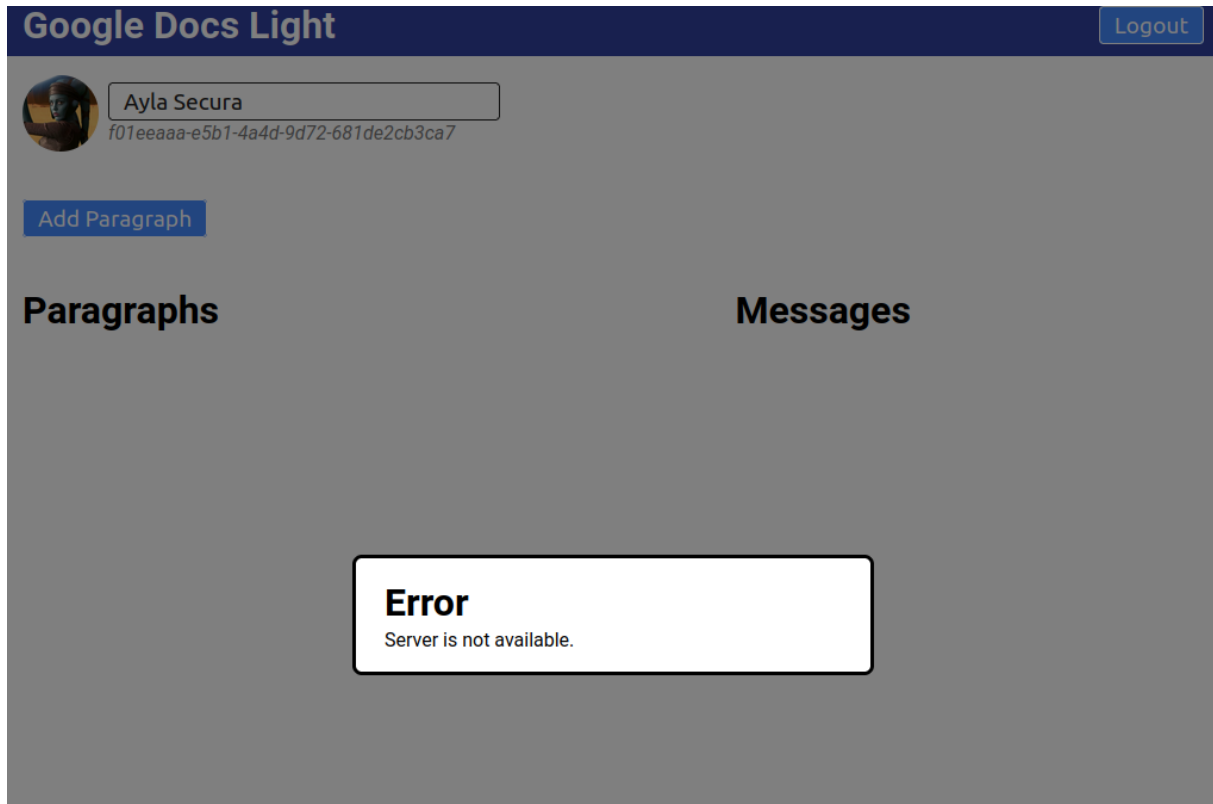 Google Docs Light
Logout
Ayla Secura
f01eeaaa-e5b1-4a4d-9d72-681de2cb3ca7
Add Paragraph
Paragraphs
Messages
Error
Server is not available.